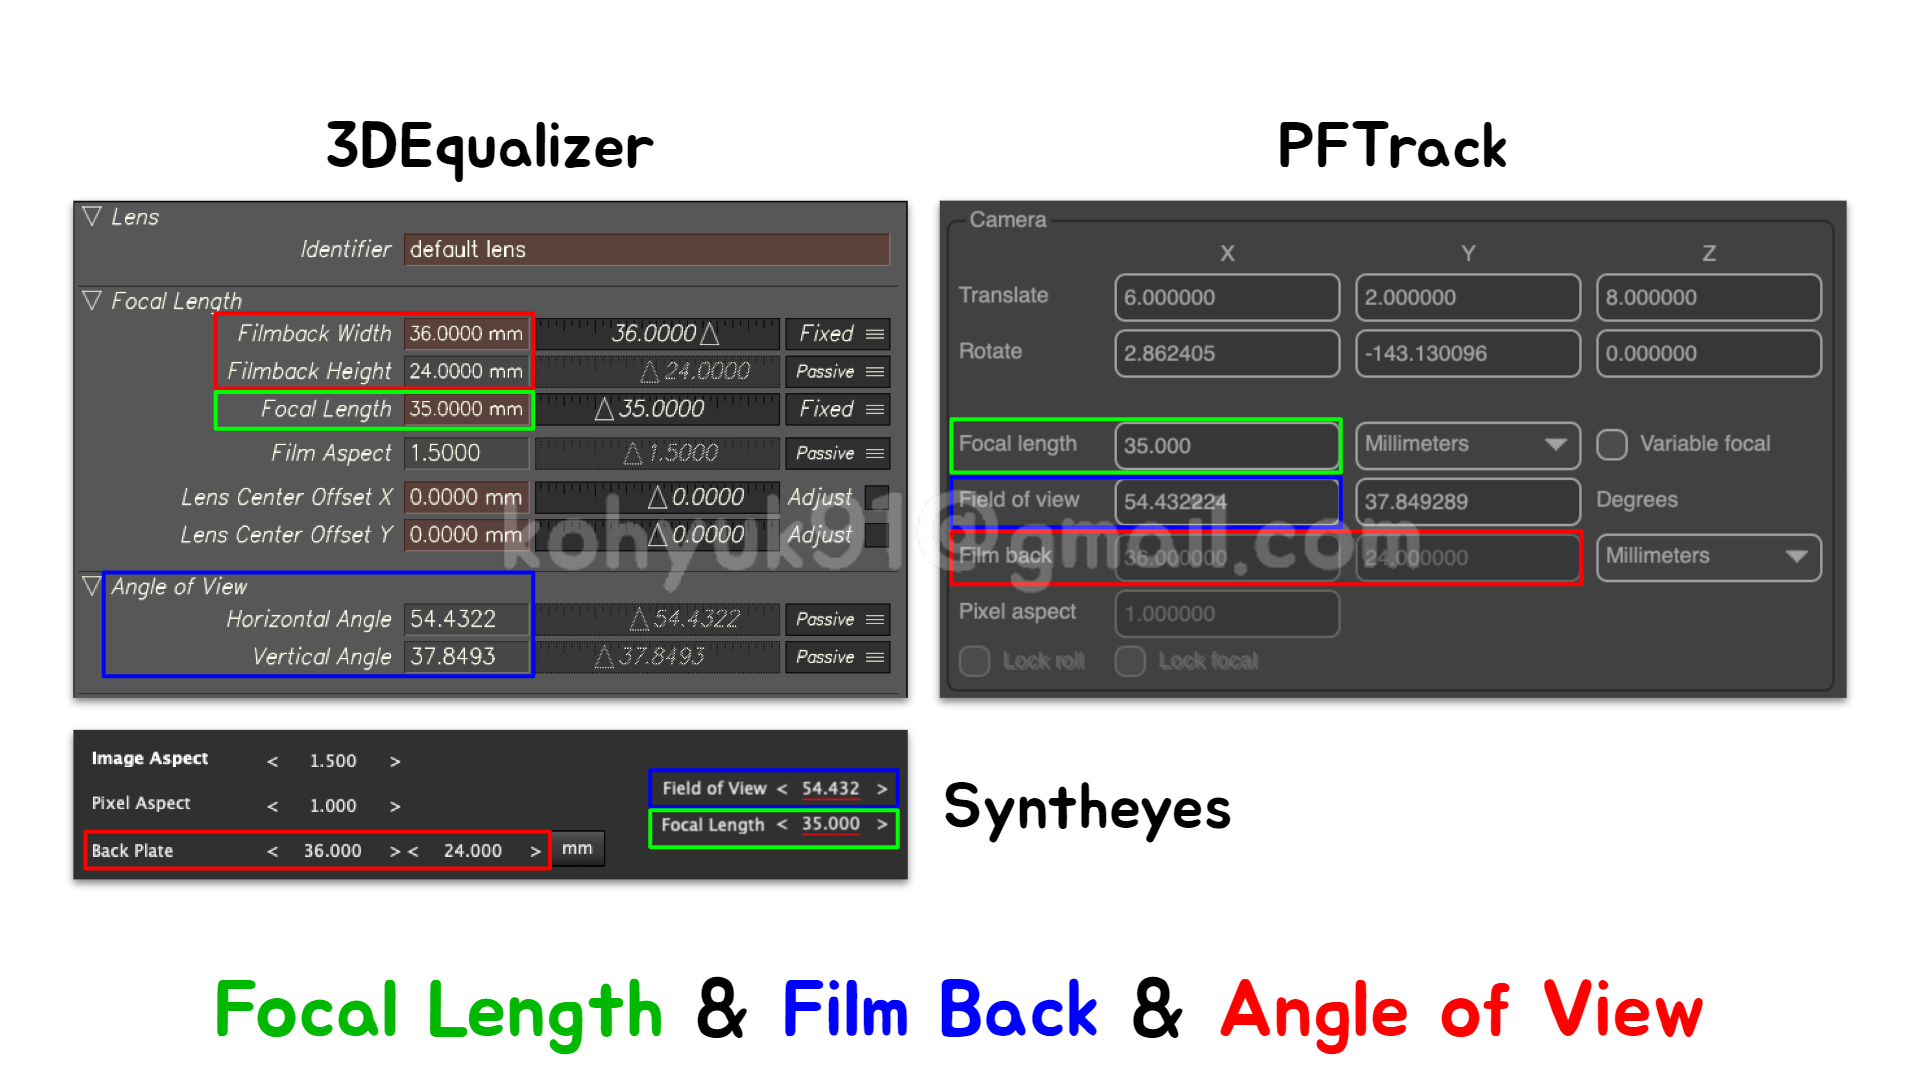 3DEqualizer
Lens
Identifier default lens
Focal Length
Filmback Width 36.0000 mm 36.0000 Fixed
Filmback Height 24.0000 mm 24.0000 Passive
Focal Length 35.0000 mm 35.0000 Fixed
Film Aspect 1.5000 1.5000 Passive
Lens Center Offset X 0.0000 mm 0.0000 Adjust
Lens Center Offset Y 0.0000 mm 0.0000 Adjust
Angle of View
Horizontal Angle 54.4322 54.4322 Passive
Vertical Angle 37.8493 37.8493 Passive
PFTrack
Camera
X Y Z
Translate 6.000000 2.000000 8.000000
Rotate 2.862405 -143.130096 0.000000
Focal length 35.000 Millimeters Variable focal
Field of view 54.432224 37.849289 Degrees
Film back 36.000000 24.000000 Millimeters
Pixel aspect 1.000000
Lock roll Lock focal
kohyuk91@gmail.com
Image Aspect < 1.500 >
Pixel Aspect < 1.000 >
Back Plate < 36.000 > < 24.000 > mm
Field of View < 54.432 >
Focal Length < 35.000 >
Syntheyes
Focal Length & Film Back & Angle of View